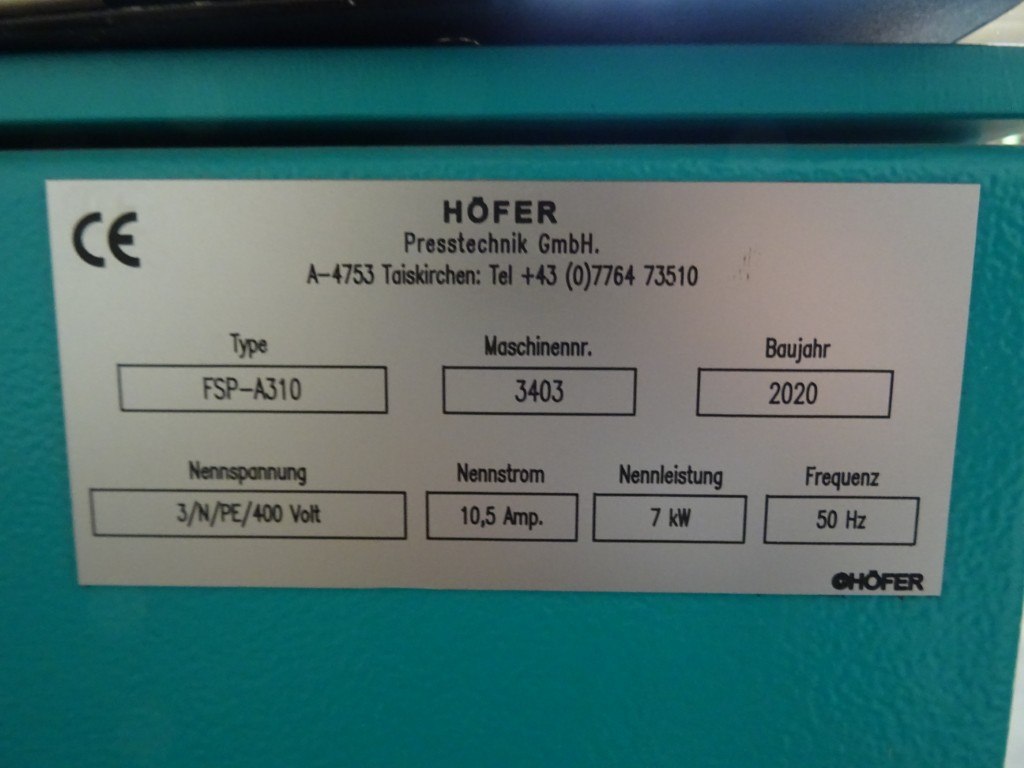 CE
HÖFER
Presstechnik GmbH.
A-4753 Taiskirchen: Tel +43 (0)7764 73510
Type Maschinennr. Baujahr
FSP-A310 3403 2020
Nennspannung Nennstrom Nennleistung Frequenz
3/N/PE/400 Volt 10,5 Amp. 7 kW 50 Hz
HÖFER